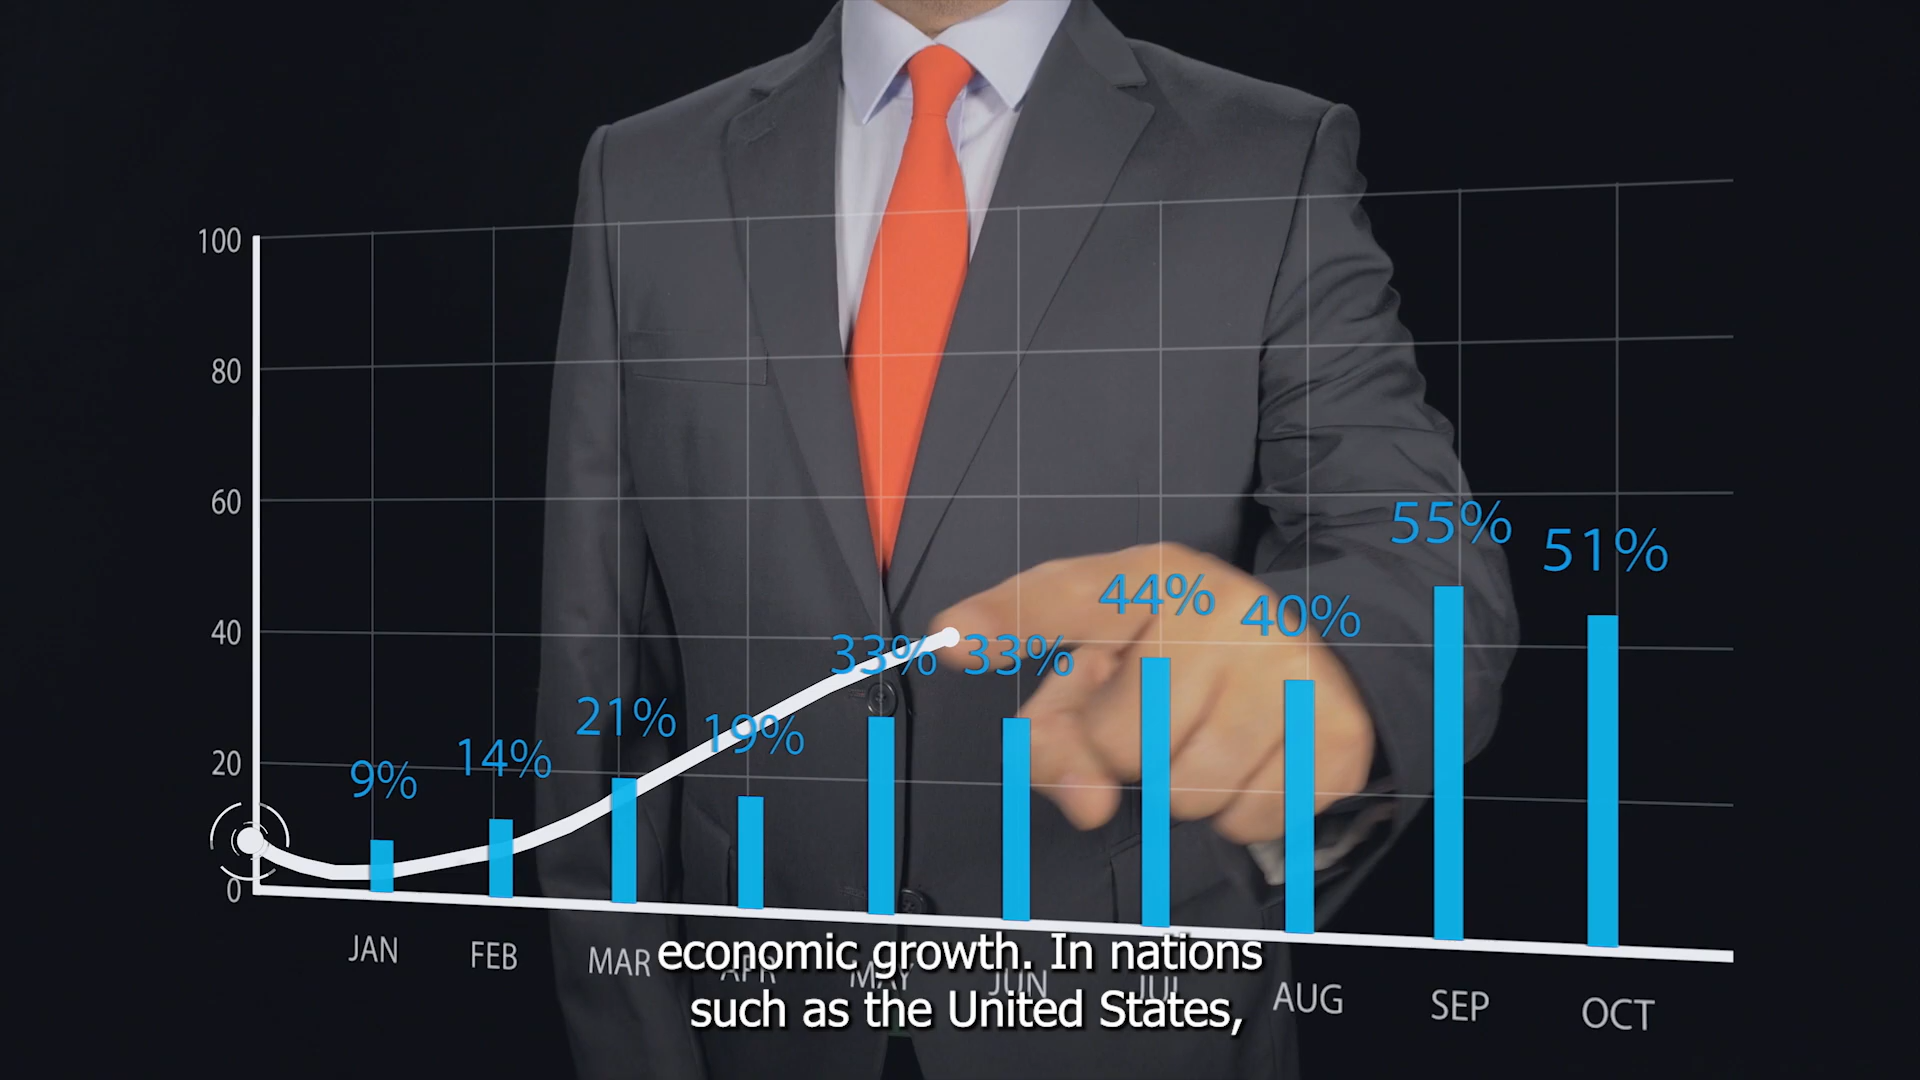 100
80
60
40
20
0
9%
14%
21%
19%
33%
33%
44%
40%
55%
51%
JAN
FEB
MAR
APR
MAY
JUN
JUL
AUG
SEP
OCT
economic growth. In nations
such as the United States,